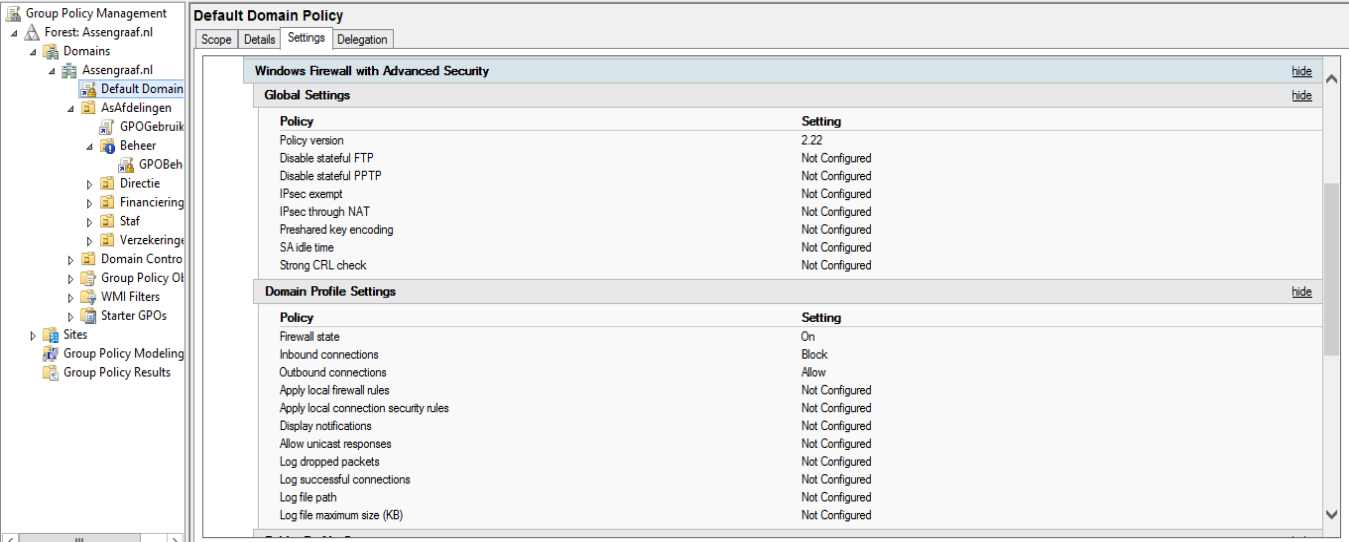 Group Policy Management
Forest: Assengraaf.nl
Domains
Assengraaf.nl
Default Domain
AsAfdelingen
GPOGebruik
Beheer
GPOBeh
Directie
Financiering
Staf
Verzekeringe
Domain Contro
Group Policy Ob
WMI Filters
Starter GPOs
Sites
Group Policy Modeling
Group Policy Results
Default Domain Policy
Scope Details Settings Delegation
Windows Firewall with Advanced Security hide
Global Settings hide
Policy Setting
Policy version 2.22
Disable stateful FTP Not Configured
Disable stateful PPTP Not Configured
IPsec exempt Not Configured
IPsec through NAT Not Configured
Preshared key encoding Not Configured
SA idle time Not Configured
Strong CRL check Not Configured
Domain Profile Settings hide
Policy Setting
Firewall state On
Inbound connections Block
Outbound connections Allow
Apply local firewall rules Not Configured
Apply local connection security rules Not Configured
Display notifications Not Configured
Allow unicast responses Not Configured
Log dropped packets Not Configured
Log successful connections Not Configured
Log file path Not Configured
Log file maximum size (KB) Not Configured